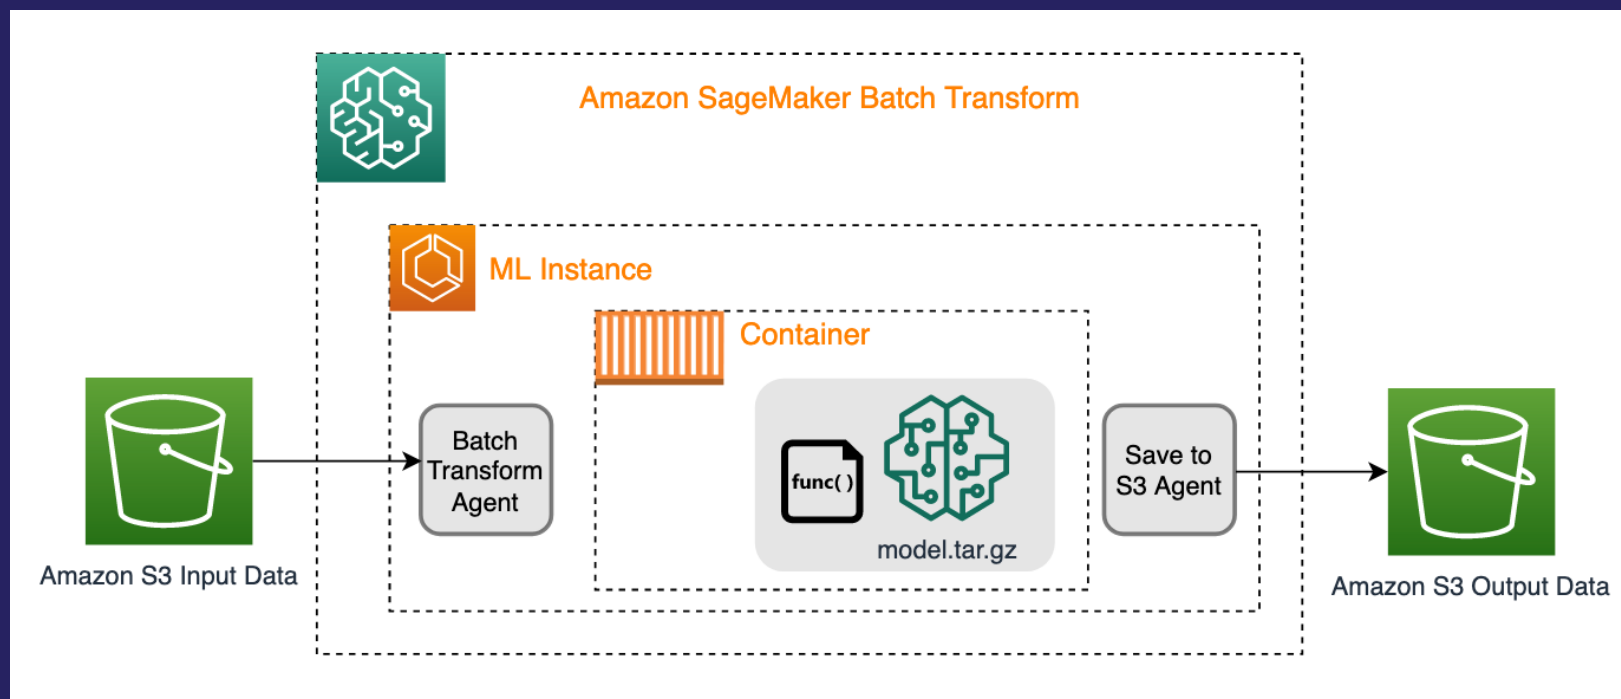 Amazon SageMaker Batch Transform
ML Instance
Container
Batch
Transform
Agent
func( )
model.tar.gz
Save to
S3 Agent
Amazon S3 Input Data
Amazon S3 Output Data